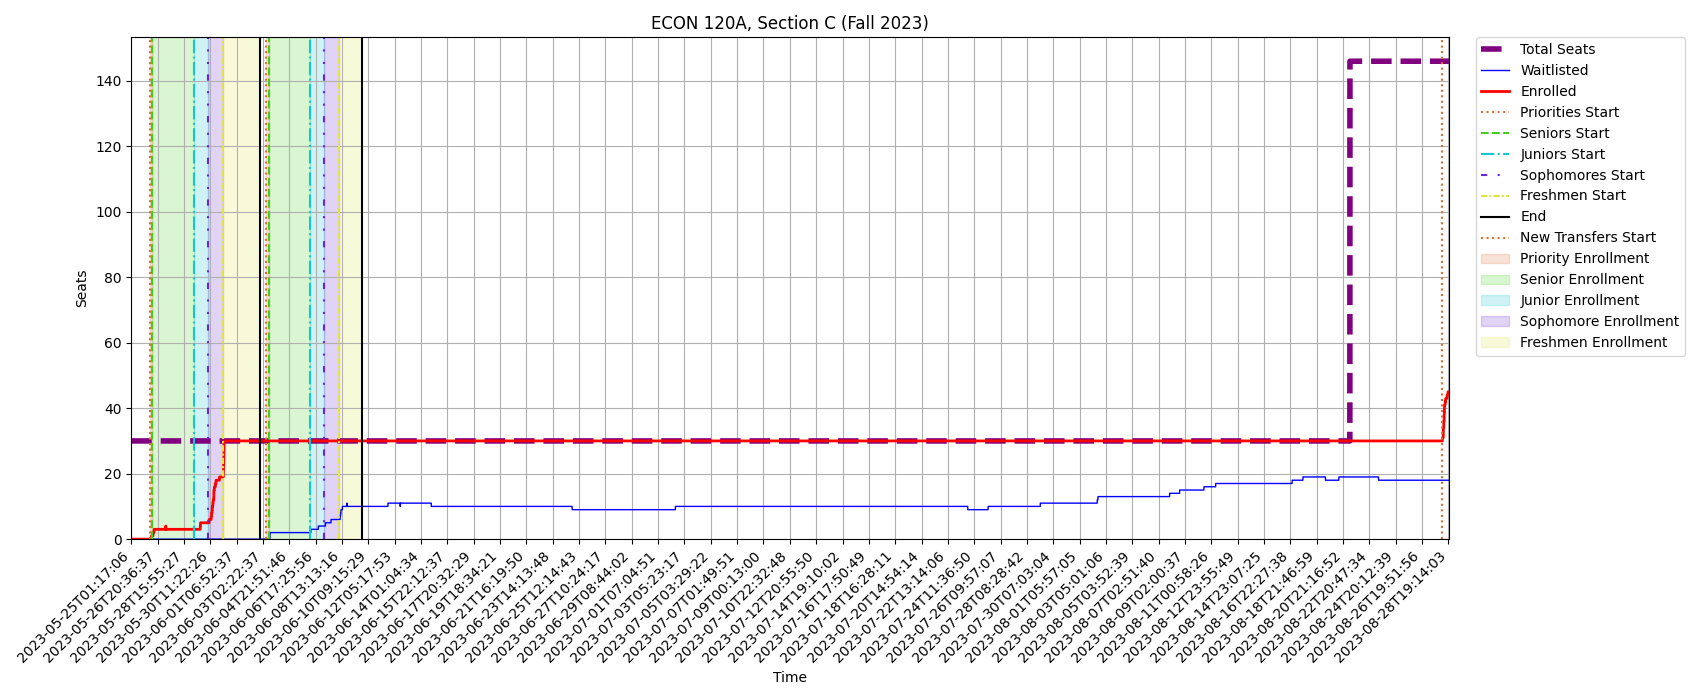 ECON 120A, Section C (Fall 2023)
Seats
140
120
100
80
60
40
20
0
2023-05-25T01:17:06
2023-05-26T20:36:37
2023-05-28T15:55:27
2023-05-30T11:22:26
2023-06-01T06:52:37
2023-06-03T02:22:37
2023-06-04T21:51:46
2023-06-06T17:25:56
2023-06-08T13:13:16
2023-06-10T09:15:29
2023-06-12T05:17:53
2023-06-14T01:04:34
2023-06-15T22:12:37
2023-06-17T20:32:29
2023-06-19T18:34:21
2023-06-21T16:19:50
2023-06-23T14:13:48
2023-06-25T12:14:43
2023-06-27T10:24:17
2023-06-29T08:44:02
2023-07-01T07:04:51
2023-07-03T05:23:17
2023-07-05T03:29:22
2023-07-07T01:49:51
2023-07-09T00:13:00
2023-07-10T22:32:48
2023-07-12T20:55:50
2023-07-14T19:10:02
2023-07-16T17:50:49
2023-07-18T16:28:11
2023-07-20T14:54:14
2023-07-22T13:14:06
2023-07-24T11:36:50
2023-07-26T09:57:07
2023-07-28T08:28:42
2023-07-30T07:03:04
2023-08-01T05:57:05
2023-08-03T05:01:06
2023-08-05T03:52:39
2023-08-07T02:51:40
2023-08-09T02:00:37
2023-08-11T00:58:26
2023-08-12T23:55:49
2023-08-14T23:07:25
2023-08-16T22:27:38
2023-08-18T21:46:59
2023-08-20T21:16:52
2023-08-22T20:47:34
2023-08-24T20:12:39
2023-08-26T19:51:56
2023-08-28T19:14:03
Time
Total Seats
Waitlisted
Enrolled
Priorities Start
Seniors Start
Juniors Start
Sophomores Start
Freshmen Start
End
New Transfers Start
Priority Enrollment
Senior Enrollment
Junior Enrollment
Sophomore Enrollment
Freshmen Enrollment